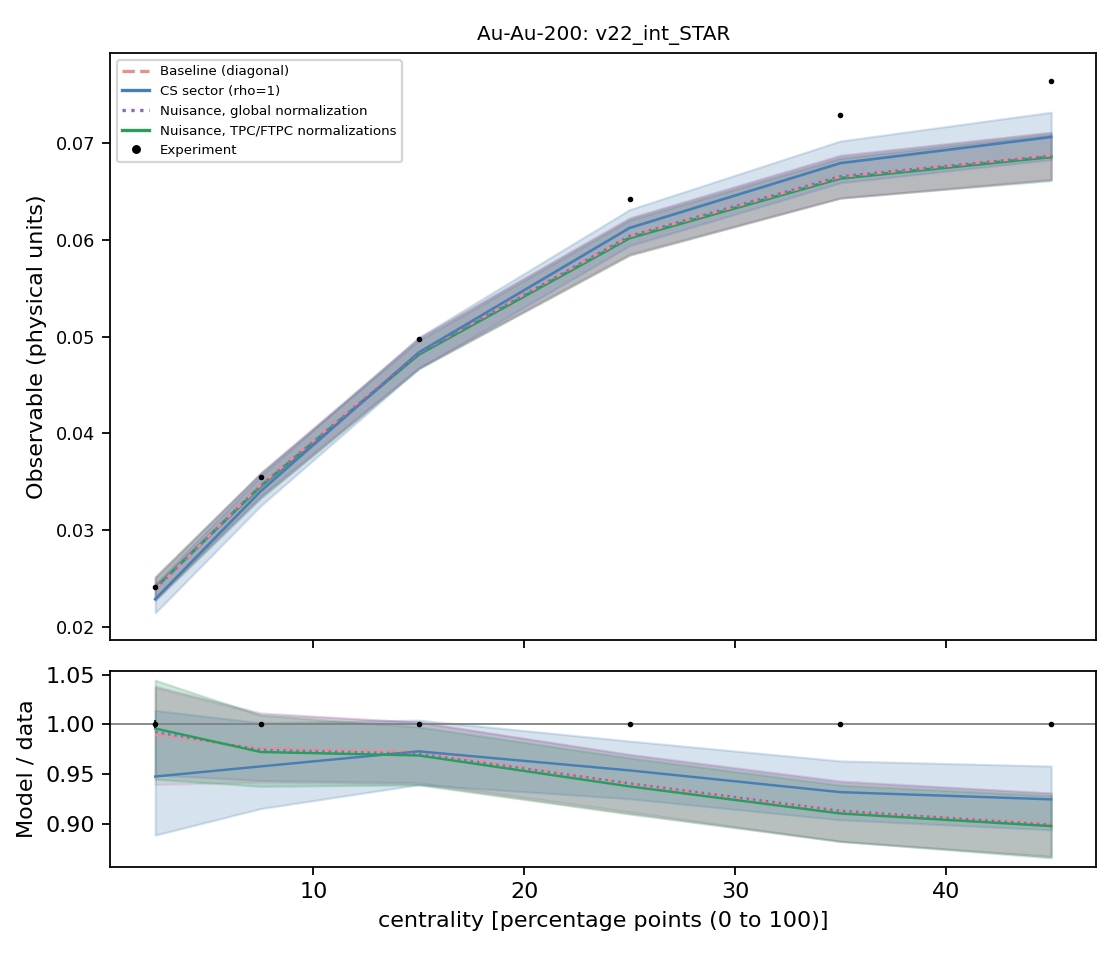 Au-Au-200: v22_int_STAR
Baseline (diagonal)
CS sector (rho=1)
Nuisance, global normalization
Nuisance, TPC/FTPC normalizations
Experiment
Observable (physical units)
0.07
0.06
0.05
0.04
0.03
0.02
Model / data
1.05
1.00
0.95
0.90
10 20 30 40
centrality [percentage points (0 to 100)]